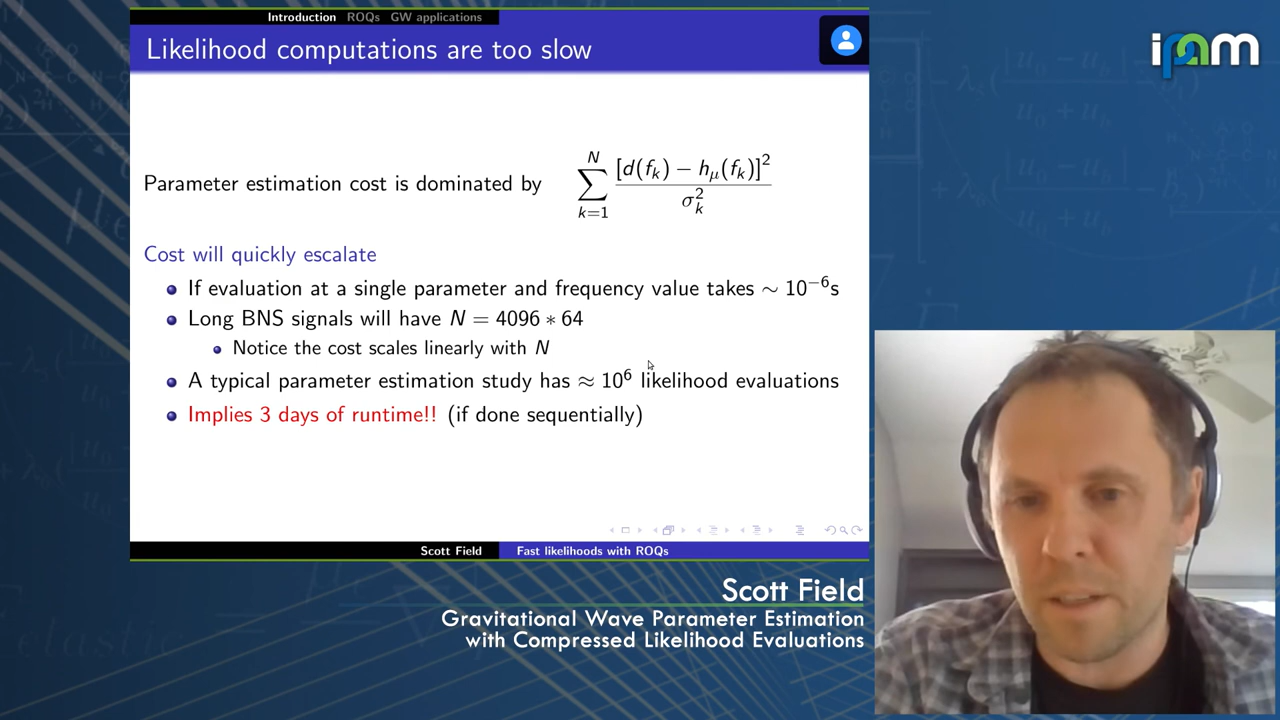 Introduction ROQs GW applications
Likelihood computations are too slow
ipam
Parameter estimation cost is dominated by $\sum_{k=1}^{N} \frac{[d(f_k) - h_\mu(f_k)]^2}{\sigma_k^2}$
Cost will quickly escalate
If evaluation at a single parameter and frequency value takes ∼ 10⁻⁶s
Long BNS signals will have N = 4096 ∗ 64
Notice the cost scales linearly with N
A typical parameter estimation study has ≈ 10⁶ likelihood evaluations
Implies 3 days of runtime!! (if done sequentially)
Scott Field Fast likelihoods with ROQs
Scott Field
Gravitational Wave Parameter Estimation
with Compressed Likelihood Evaluations